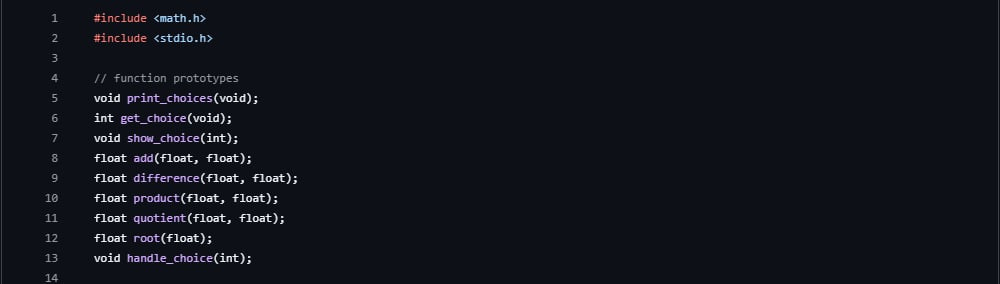 1 #include <math.h>
2 #include <stdio.h>
3
4 // function prototypes
5 void print_choices(void);
6 int get_choice(void);
7 void show_choice(int);
8 float add(float, float);
9 float difference(float, float);
10 float product(float, float);
11 float quotient(float, float);
12 float root(float);
13 void handle_choice(int);
14